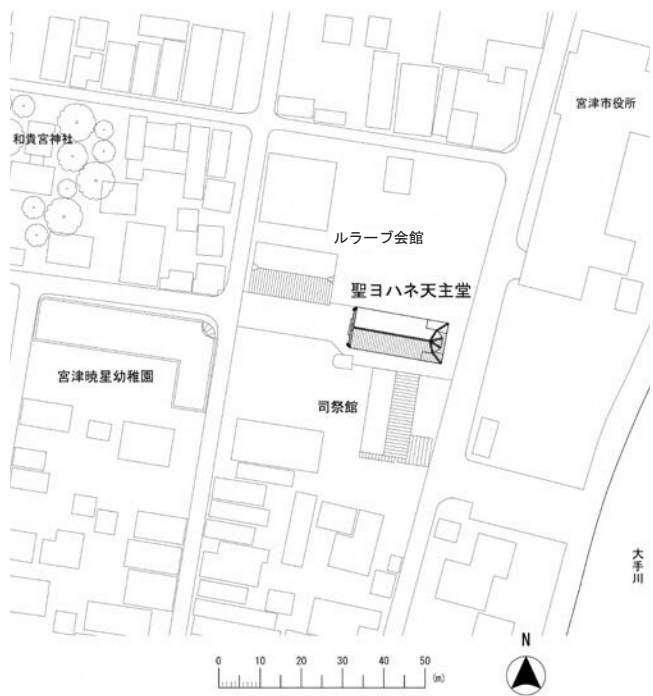 宮津市役所
和貴宮神社
ルラーブ会館
聖ヨハネ天主堂
宮津暁星幼稚園
司祭館
大手川
N
0 10 20 30 40 50
(m)